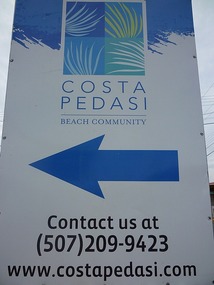 COSTA
PEDASI
BEACH COMMUNITY
Contact us at
(507)209-9423
www.costapedasi.com